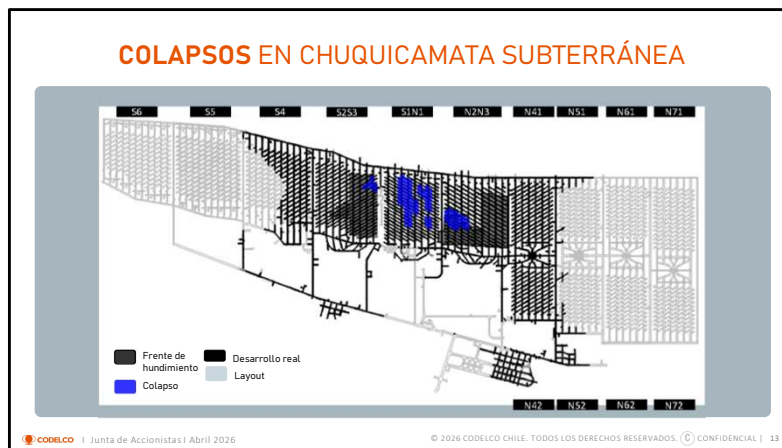 COLAPSOS EN CHUQUICAMATA SUBTERRÁNEA
S6 S5 S4 S2S3 S1N1 N2N3 N41 N51 N61 N71
Frente de
hundimiento
Desarrollo real
Colapso
Layout
N42 N52 N62 N72
CODELCO | Junta de Accionistas I Abril 2026
© 2026 CODELCO CHILE. TODOS LOS DERECHOS RESERVADOS. C CONFIDENCIAL | 13